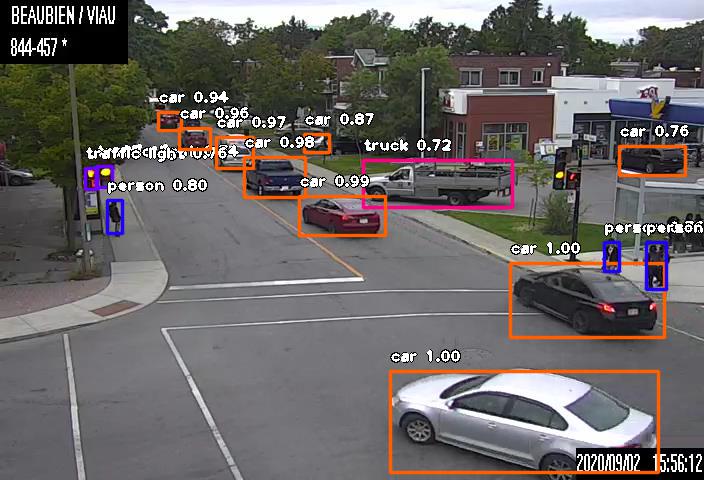 BEAUBIEN / VIAU
844-457 *
car 0.94
car 0.96
car 0.97
car 0.87
car 0.98
truck 0.72
car 0.76
person 0.80
car 0.99
car 1.00
car 1.00
2020/09/02 15:56:12